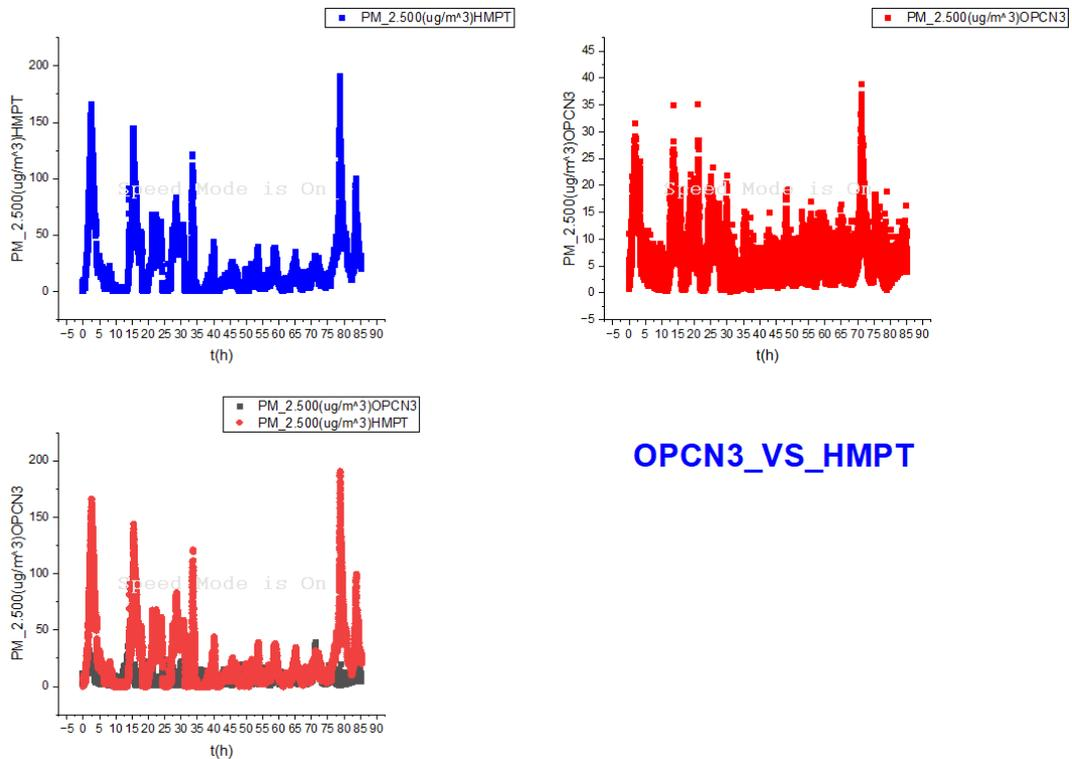 PM_2.500(ug/m^3)HMPT
PM_2.500(ug/m^3)HMPT
200
150
100
50
0
Speed Mode is On
−5 0 5 10 15 20 25 30 35 40 45 50 55 60 65 70 75 80 85 90
t(h)
PM_2.500(ug/m^3)OPCN3
PM_2.500(ug/m^3)OPCN3
45
40
35
30
25
20
15
10
5
0
−5
Speed Mode is On
−5 0 5 10 15 20 25 30 35 40 45 50 55 60 65 70 75 80 85 90
t(h)
PM_2.500(ug/m^3)OPCN3
PM_2.500(ug/m^3)HMPT
PM_2.500(ug/m^3)OPCN3
200
150
100
50
0
Speed Mode is On
−5 0 5 10 15 20 25 30 35 40 45 50 55 60 65 70 75 80 85 90
t(h)
OPCN3_VS_HMPT